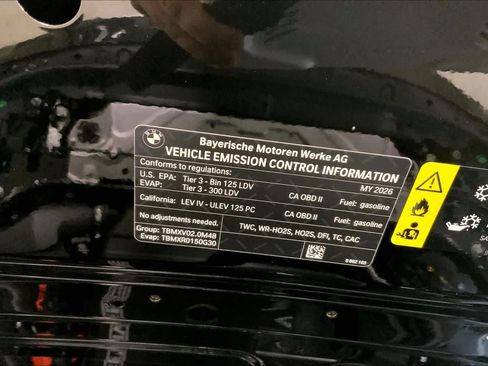 BMW
Bayerische Motoren Werke AG
VEHICLE EMISSION CONTROL INFORMATION
Conforms to regulations: MY 2026
U.S. EPA: Tier 3 - Bin 125 LDV CA OBD II Fuel: gasoline
EVAP: Tier 3 - 300 LDV
California: LEV IV - ULEV 125 PC CA OBD II Fuel: gasoline
No adjustments needed. TWC, WR-HO2S, HO2S, DFI, TC, CAC
Group: TBMXV02.0M48
Evap: TBMXR0150G30
SA